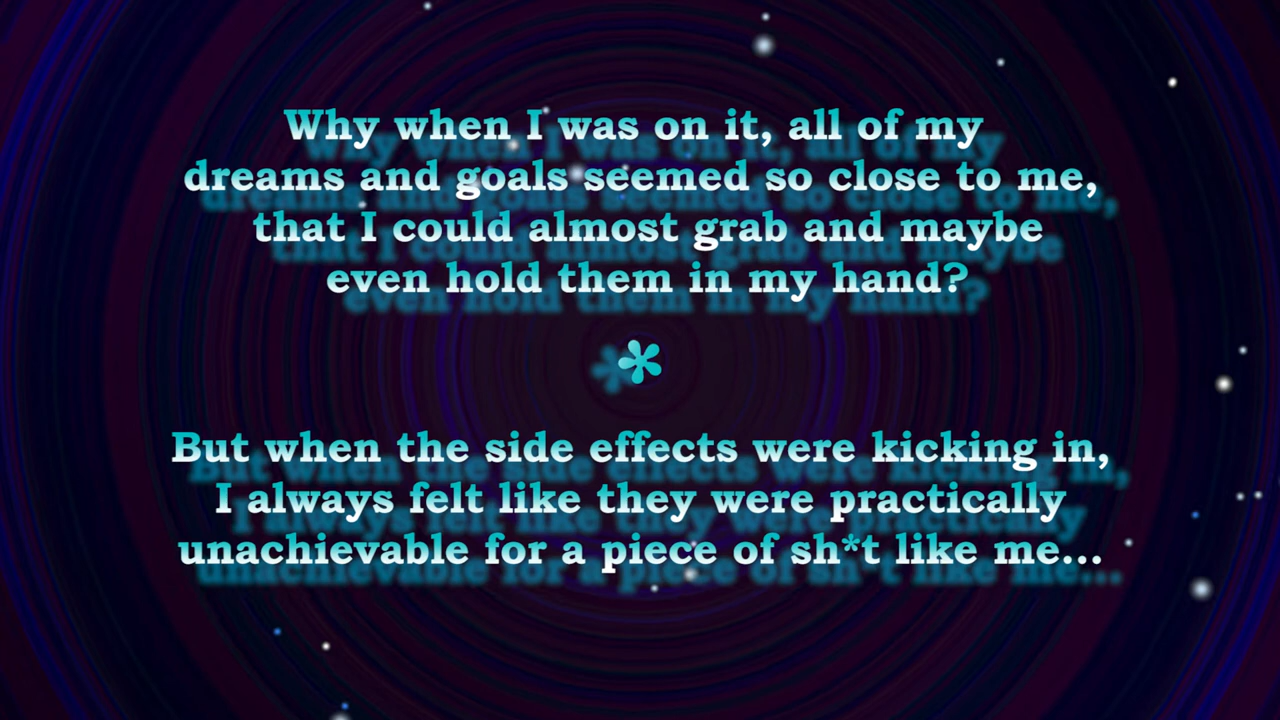 Why when I was on it, all of my
dreams and goals seemed so close to me,
that I could almost grab and maybe
even hold them in my hand?
*
But when the side effects were kicking in,
I always felt like they were practically
unachievable for a piece of sh*t like me...